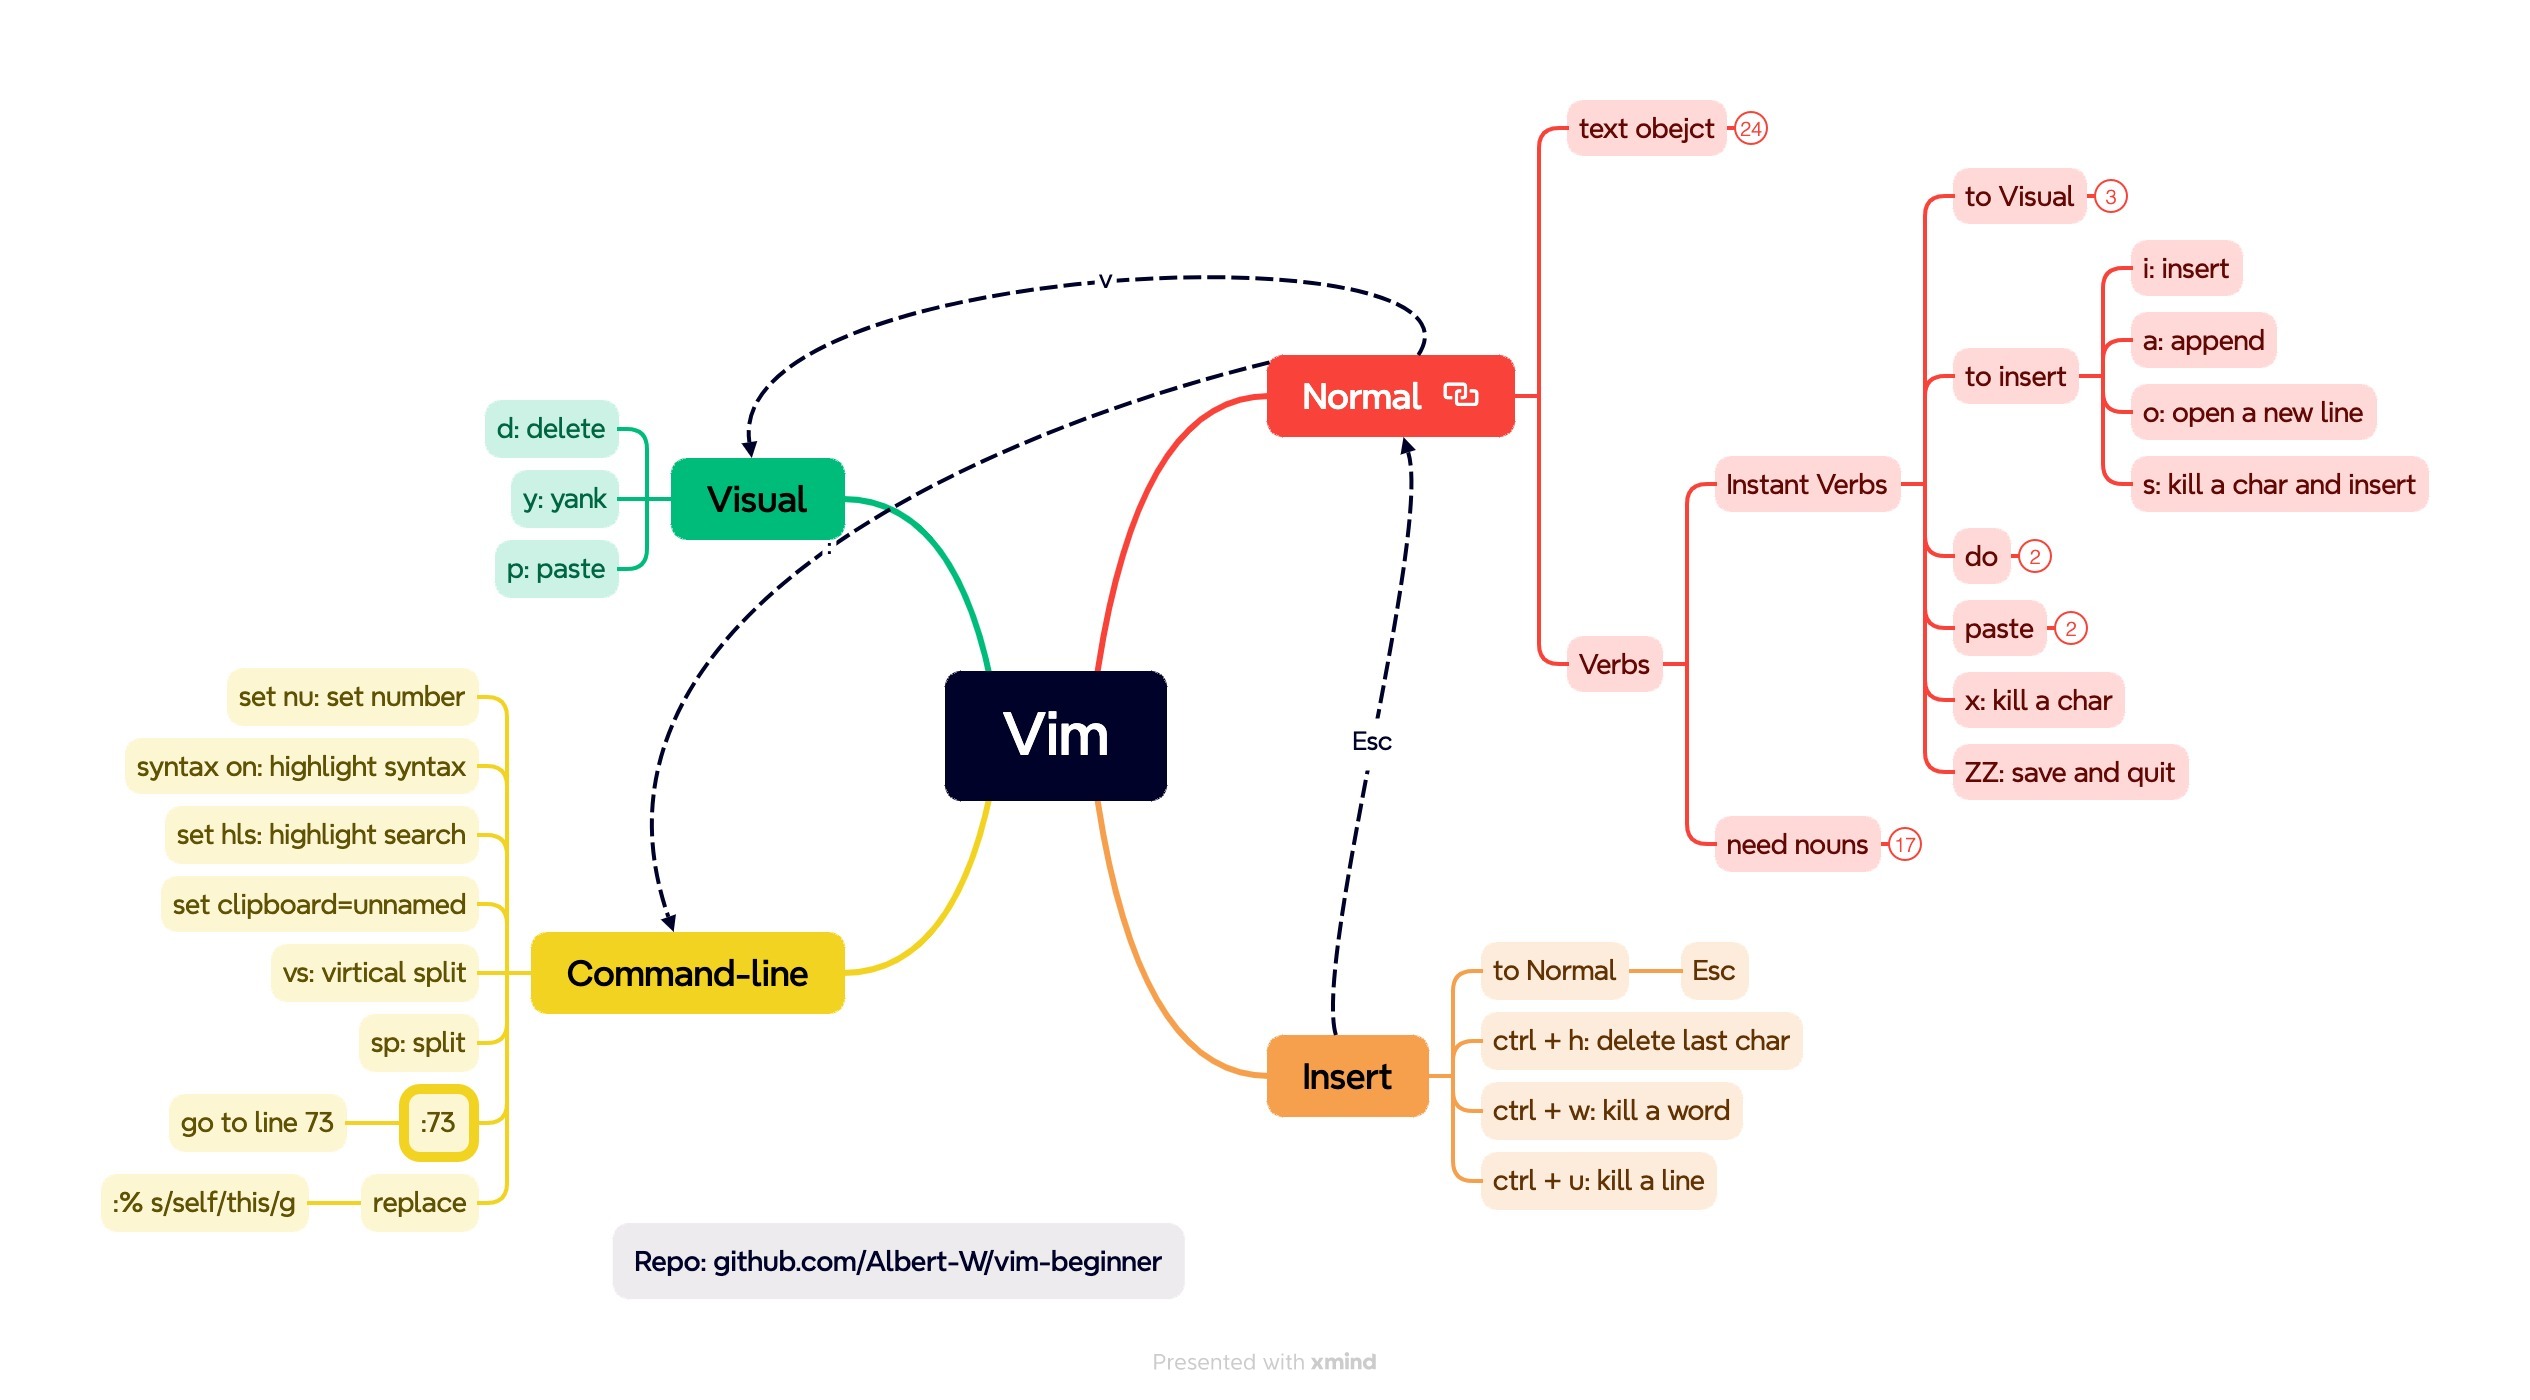 Vim
Normal
text obejct
24
Verbs
Instant Verbs
to Visual
3
to insert
i: insert
a: append
o: open a new line
s: kill a char and insert
do
2
paste
2
x: kill a char
ZZ: save and quit
need nouns
17
v
:
Esc
Visual
d: delete
y: yank
p: paste
Command-line
set nu: set number
syntax on: highlight syntax
set hls: highlight search
set clipboard=unnamed
vs: virtical split
sp: split
:73
go to line 73
replace
:% s/self/this/g
Insert
to Normal
Esc
ctrl + h: delete last char
ctrl + w: kill a word
ctrl + u: kill a line
Repo: github.com/Albert-W/vim-beginner
Presented with xmind